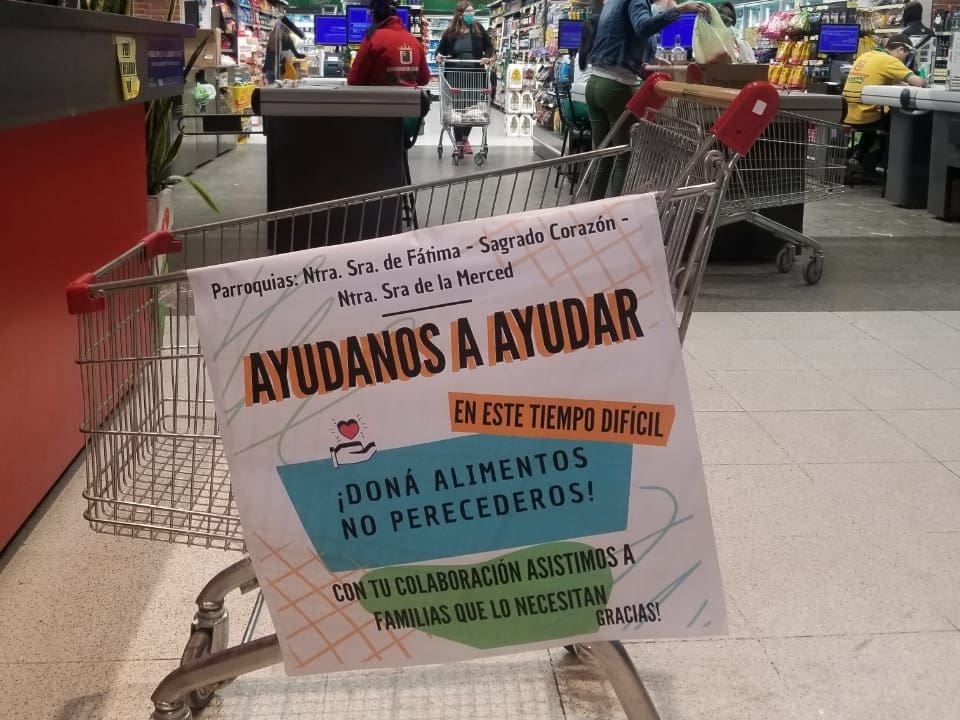 Parroquias: Ntra. Sra. de Fátima - Sagrado Corazón -
Ntra. Sra de la Merced
AYUDANOS A AYUDAR
EN ESTE TIEMPO DIFÍCIL
¡DONÁ ALIMENTOS
NO PERECEDEROS!
CON TU COLABORACIÓN ASISTIMOS A
FAMILIAS QUE LO NECESITAN
GRACIAS!